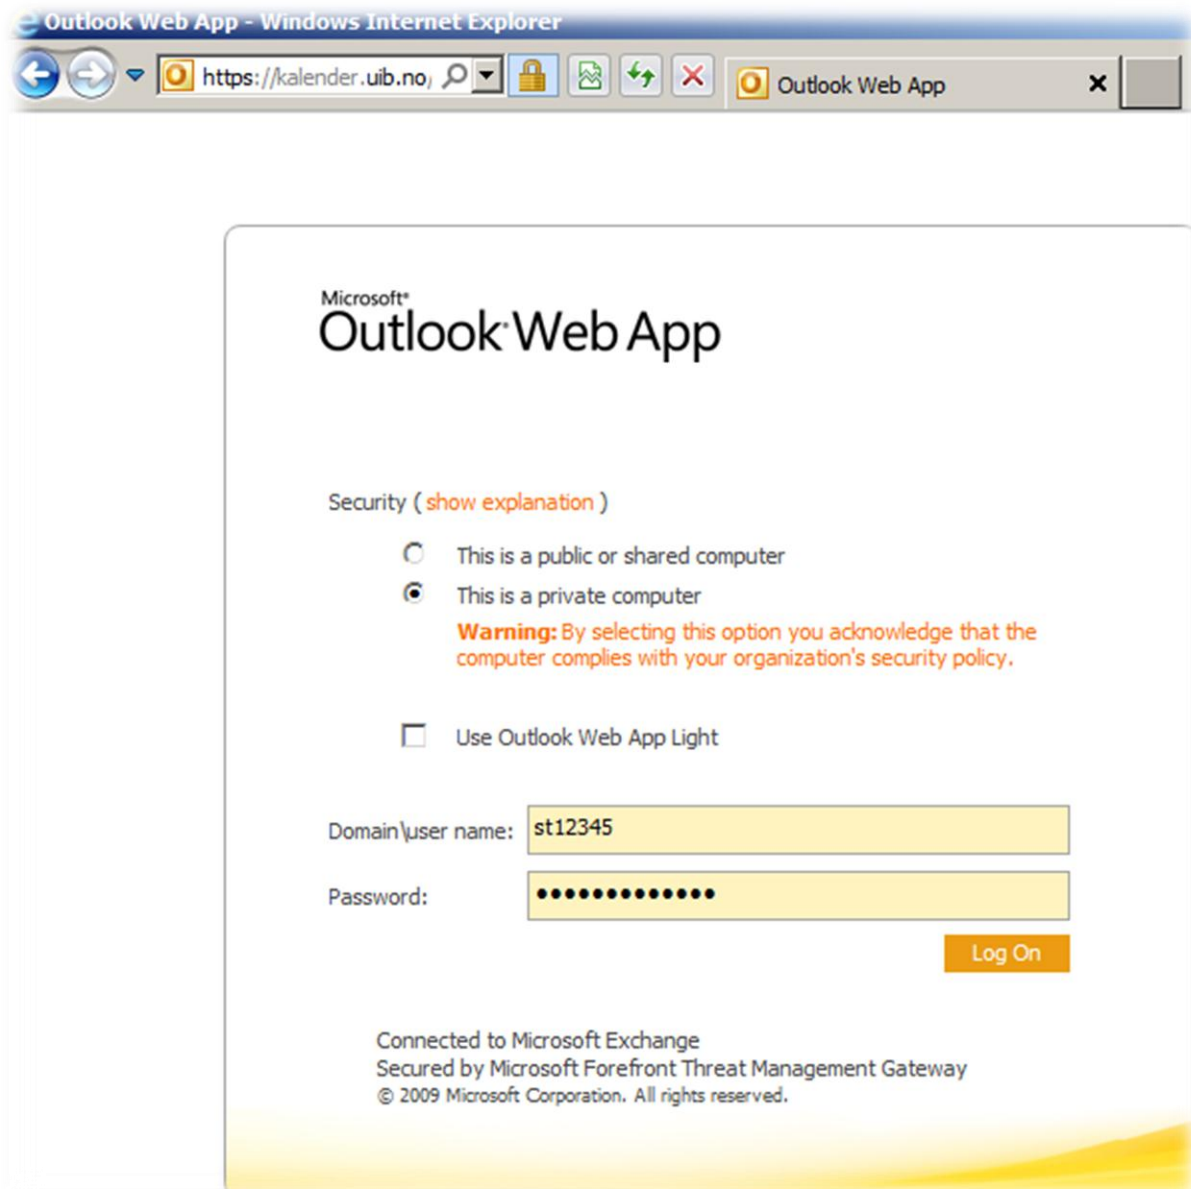 Outlook Web App - Windows Internet Explorer
https://kalender.uib.no/
Outlook Web App
Microsoft®
Outlook® Web App
Security ( show explanation )
This is a public or shared computer
This is a private computer
Warning: By selecting this option you acknowledge that the
computer complies with your organization's security policy.
Use Outlook Web App Light
Domain\user name: st12345
Password: •••••••••••••
Log On
Connected to Microsoft Exchange
Secured by Microsoft Forefront Threat Management Gateway
© 2009 Microsoft Corporation. All rights reserved.